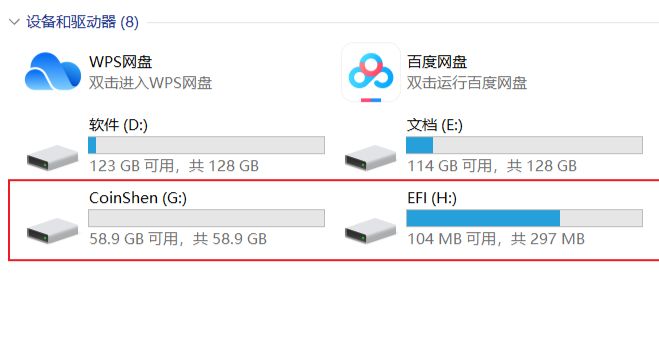 设备和驱动器 (8)
WPS网盘
双击进入WPS网盘
百度网盘
双击运行百度网盘
软件 (D:)
123 GB 可用，共 128 GB
文档 (E:)
114 GB 可用，共 128 GB
CoinShen (G:)
58.9 GB 可用，共 58.9 GB
EFI (H:)
104 MB 可用，共 297 MB